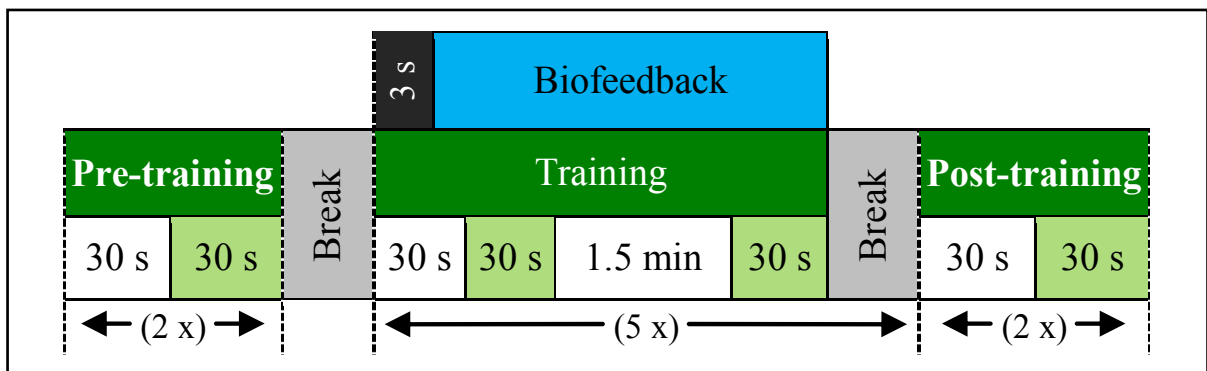 3 s
Biofeedback
Pre-training
Break
Training
Break
Post-training
30 s 30 s
30 s 30 s 1.5 min 30 s
30 s 30 s
(2 x)
(5 x)
(2 x)